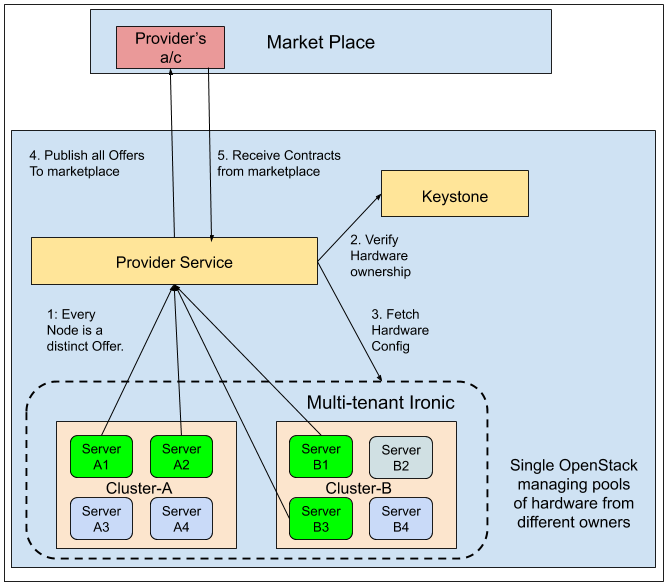 Provider's
a/c
Market Place
4. Publish all Offers
To marketplace
5. Receive Contracts
from marketplace
Keystone
Provider Service
2. Verify
Hardware
ownership
1: Every
Node is a
distinct Offer.
3. Fetch
Hardware
Config
Multi-tenant Ironic
Server
A1
Server
A2
Cluster-A
Server
A3
Server
A4
Server
B1
Server
B2
Cluster-B
Server
B3
Server
B4
Single OpenStack
managing pools
of hardware from
different owners